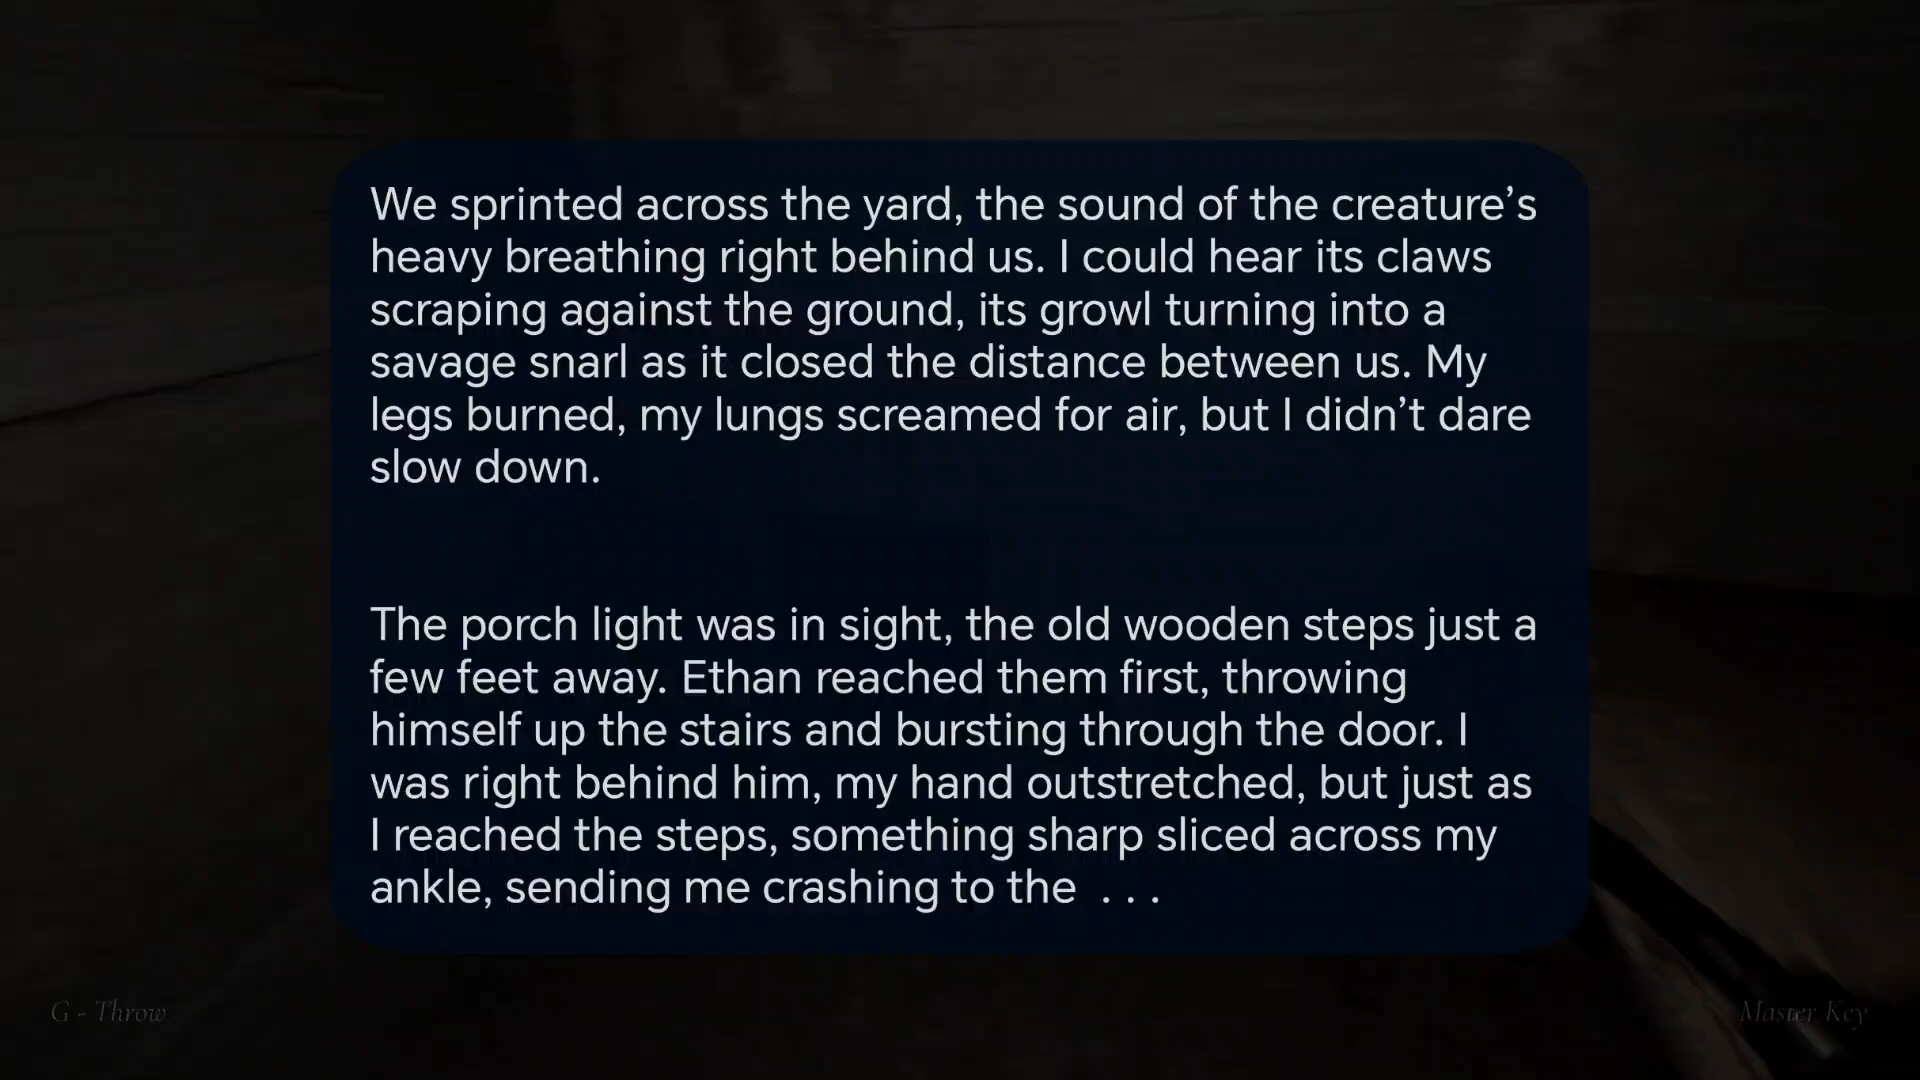 We sprinted across the yard, the sound of the creature’s
heavy breathing right behind us. I could hear its claws
scraping against the ground, its growl turning into a
savage snarl as it closed the distance between us. My
legs burned, my lungs screamed for air, but I didn’t dare
slow down.
The porch light was in sight, the old wooden steps just a
few feet away. Ethan reached them first, throwing
himself up the stairs and bursting through the door. I
was right behind him, my hand outstretched, but just as
I reached the steps, something sharp sliced across my
ankle, sending me crashing to the  . . .
G - Throw
Master Key